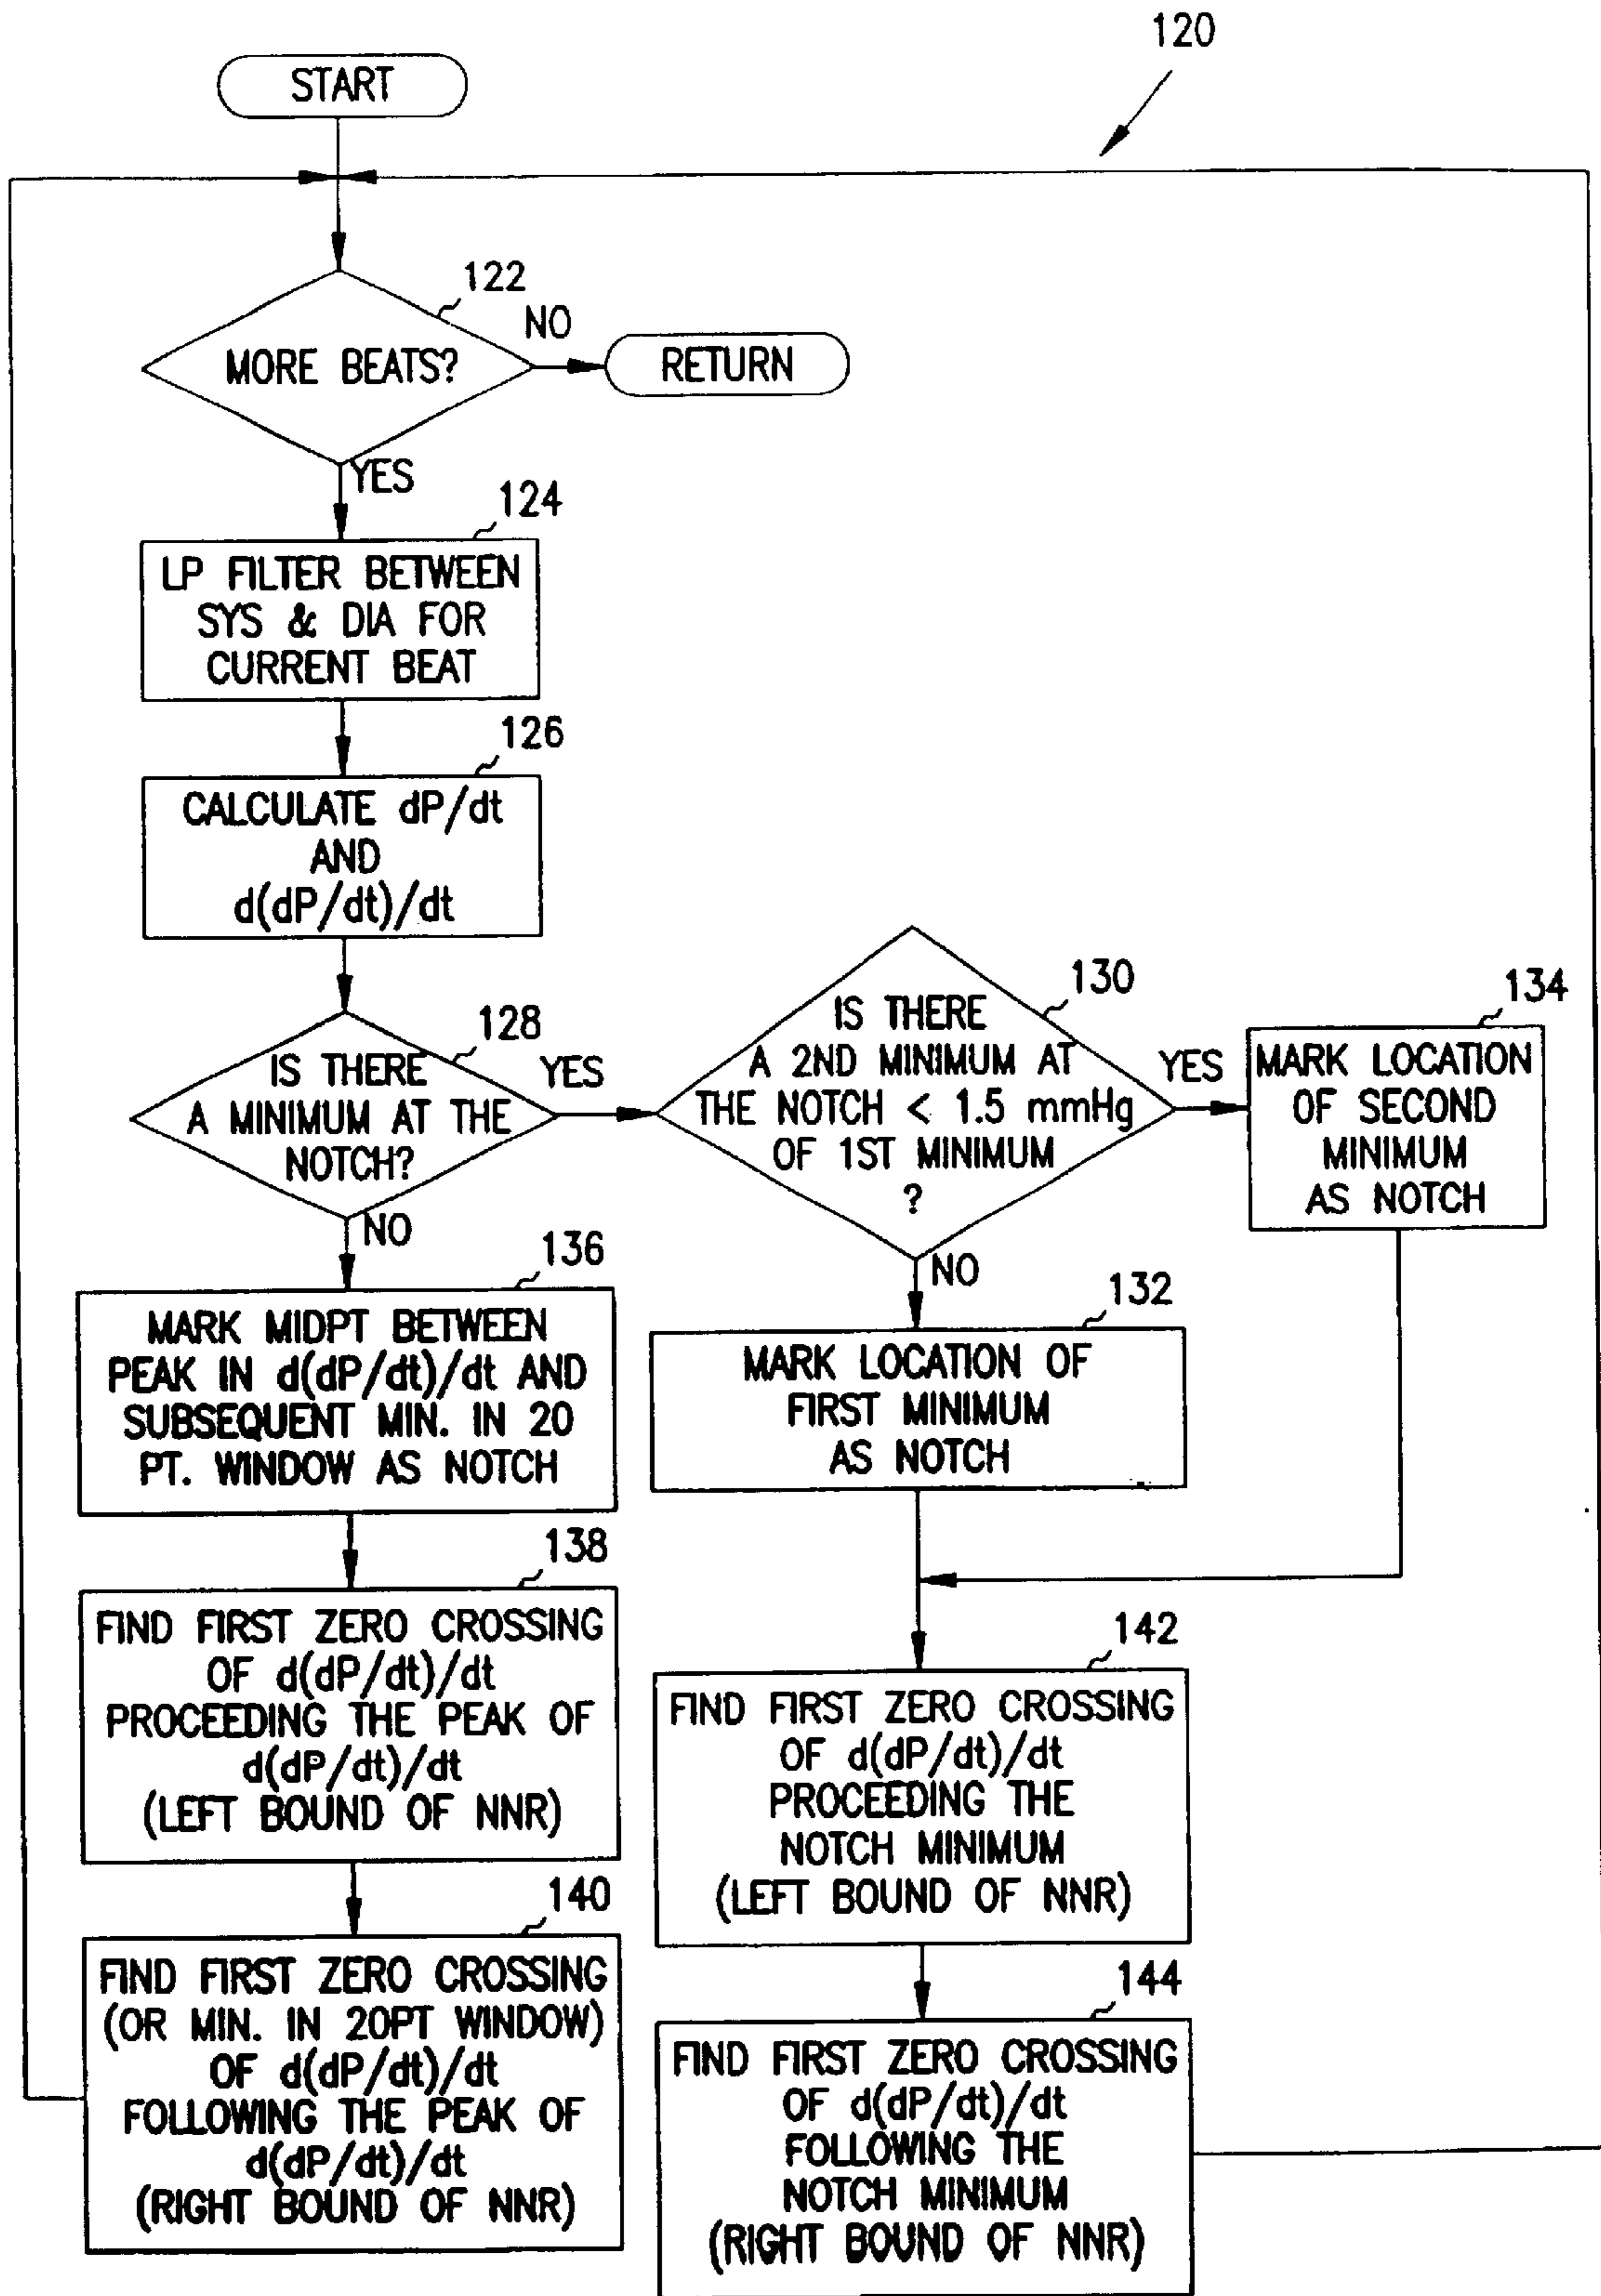 120
START
122
MORE BEATS?
NO
RETURN
YES
124
LP FILTER BETWEEN
SYS & DIA FOR
CURRENT BEAT
126
CALCULATE dP/dt
AND
d(dP/dt)/dt
128
IS THERE
A MINIMUM AT THE
NOTCH?
YES
130
IS THERE
A 2ND MINIMUM AT
THE NOTCH < 1.5 mmHg
OF 1ST MINIMUM
?
YES
134
MARK LOCATION
OF SECOND
MINIMUM
AS NOTCH
NO
136
MARK MIDPT BETWEEN
PEAK IN d(dP/dt)/dt AND
SUBSEQUENT MIN. IN 20
PT. WINDOW AS NOTCH
NO
132
MARK LOCATION OF
FIRST MINIMUM
AS NOTCH
138
FIND FIRST ZERO CROSSING
OF d(dP/dt)/dt
PROCEEDING THE PEAK OF
d(dP/dt)/dt
(LEFT BOUND OF NNR)
142
FIND FIRST ZERO CROSSING
OF d(dP/dt)/dt
PROCEEDING THE
NOTCH MINIMUM
(LEFT BOUND OF NNR)
140
FIND FIRST ZERO CROSSING
(OR MIN. IN 20PT WINDOW)
OF d(dP/dt)/dt
FOLLOWING THE PEAK OF
d(dP/dt)/dt
(RIGHT BOUND OF NNR)
144
FIND FIRST ZERO CROSSING
OF d(dP/dt)/dt
FOLLOWING THE
NOTCH MINIMUM
(RIGHT BOUND OF NNR)